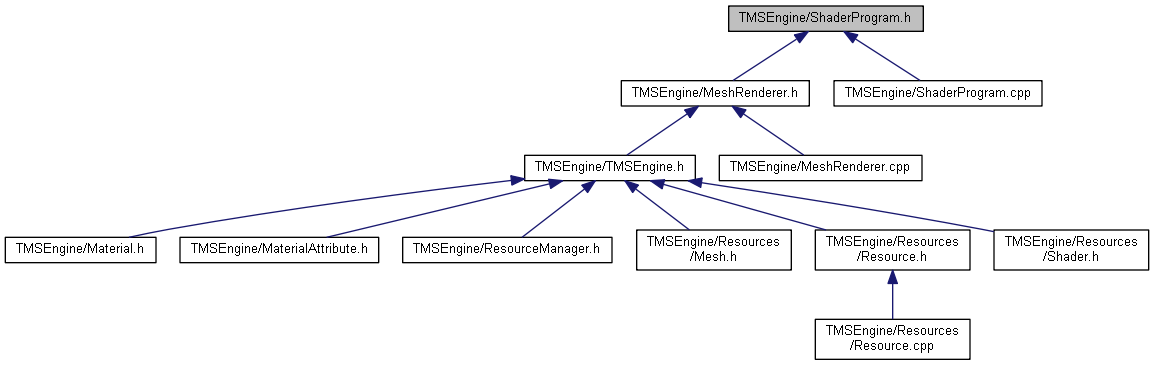 TMSEngine/ShaderProgram.h
TMSEngine/MeshRenderer.h
TMSEngine/ShaderProgram.cpp
TMSEngine/TMSEngine.h
TMSEngine/MeshRenderer.cpp
TMSEngine/Material.h
TMSEngine/MaterialAttribute.h
TMSEngine/ResourceManager.h
TMSEngine/Resources
/Mesh.h
TMSEngine/Resources
/Resource.h
TMSEngine/Resources
/Shader.h
TMSEngine/Resources
/Resource.cpp